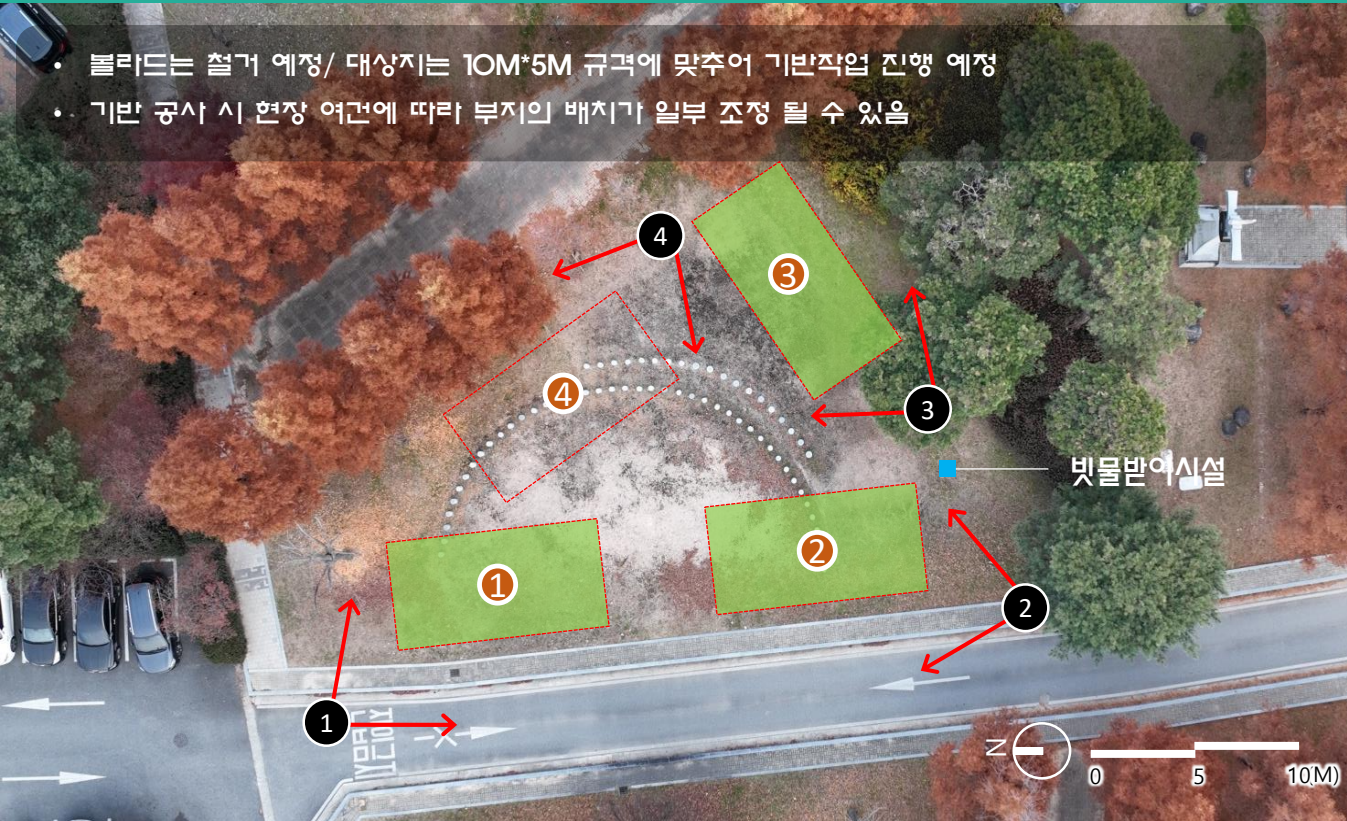 • 볼라드는 철거 예정/ 대상지는 10M*5M 규격에 맞추어 기반작업 진행 예정
• 기반 공사 시 현장 여건에 따라 부지의 배치가 일부 조정 될 수 있음
4
3
4
3
빗물받이시설
2
1
2
1
N
0 5 10(M)